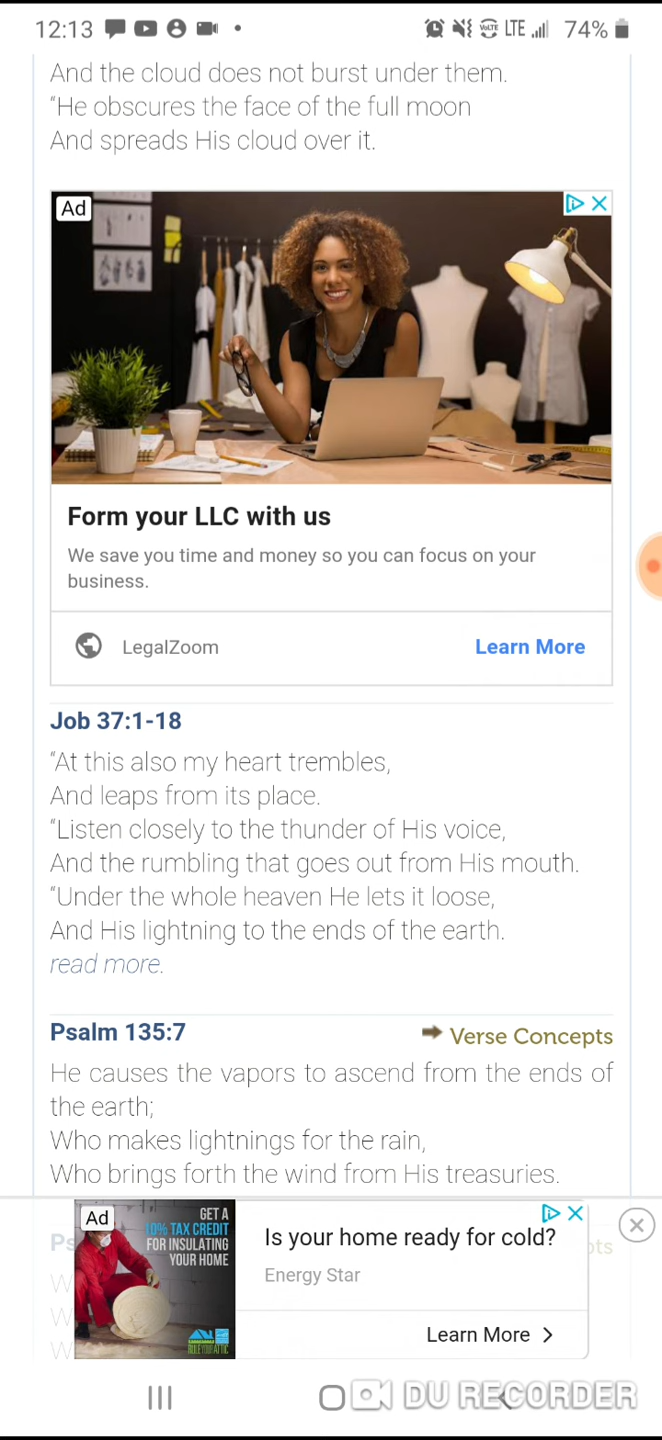 12:13
VoLTE LTE 74%
And the cloud does not burst under them.
“He obscures the face of the full moon
And spreads His cloud over it.
Ad
Form your LLC with us
We save you time and money so you can focus on your
business.
LegalZoom Learn More
Job 37:1-18
“At this also my heart trembles,
And leaps from its place.
“Listen closely to the thunder of His voice,
And the rumbling that goes out from His mouth.
“Under the whole heaven He lets it loose,
And His lightning to the ends of the earth.
read more.
Psalm 135:7 Verse Concepts
He causes the vapors to ascend from the ends of
the earth;
Who makes lightnings for the rain,
Who brings forth the wind from His treasuries.
Ad
GET A
10% TAX CREDIT
FOR INSULATING
YOUR HOME
Is your home ready for cold?
Energy Star
Learn More
DU RECORDER